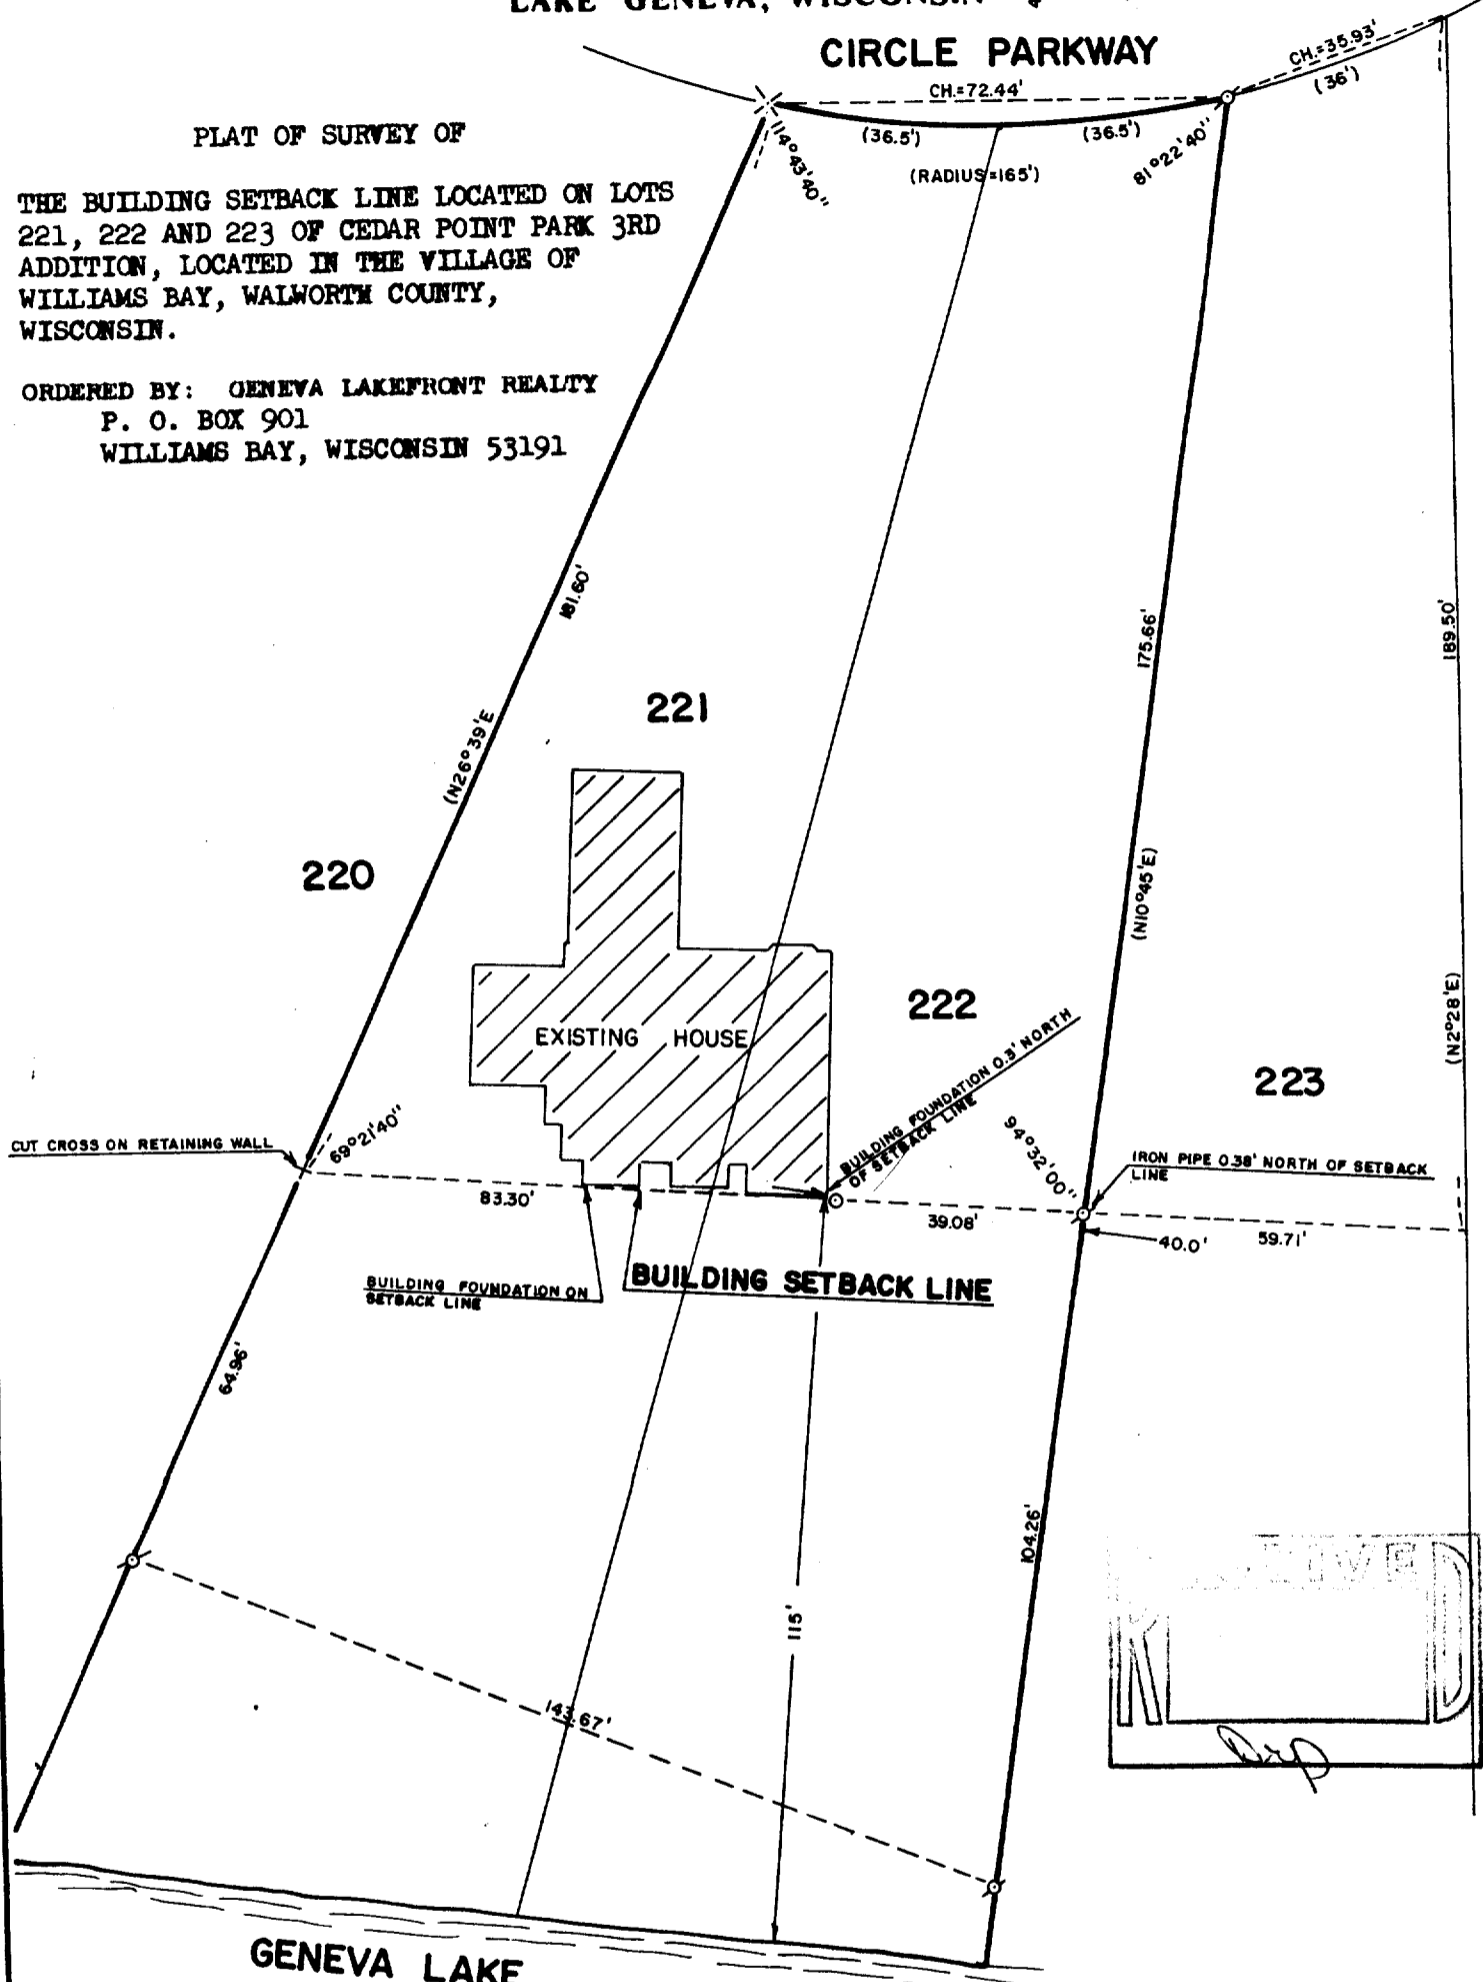 LAKE GENEVA, WISCONSIN
CIRCLE PARKWAY
CH.=72.44'
CH.=35.93'
(36')
(36.5')
(36.5')
(RADIUS=165')
114°43'40"
81°22'40"
PLAT OF SURVEY OF
THE BUILDING SETBACK LINE LOCATED ON LOTS
221, 222 AND 223 OF CEDAR POINT PARK 3RD
ADDITION, LOCATED IN THE VILLAGE OF
WILLIAMS BAY, WALWORTH COUNTY,
WISCONSIN.
ORDERED BY: GENEVA LAKEFRONT REALTY
P. O. BOX 901
WILLIAMS BAY, WISCONSIN 53191
181.60'
175.66'
189.50'
221
(N26°39'E
220
(N10°45'E)
(N2°28'E)
EXISTING HOUSE
222
223
BUILDING FOUNDATION 0.3' NORTH
OF SETBACK LINE
CUT CROSS ON RETAINING WALL
69°21'40"
94°32'00"
IRON PIPE 0.38' NORTH OF SETBACK
LINE
83.30'
39.08'
40.0'
59.71'
BUILDING FOUNDATION ON
SETBACK LINE
BUILDING SETBACK LINE
64.96'
104.26'
115'
143.67'
GENEVA LAKE